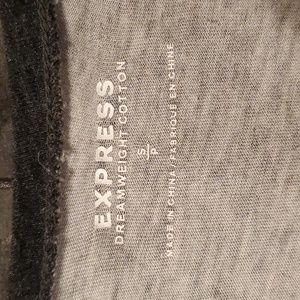 EXPRESS
DREAMWEIGHT COTTON
S
P
MADE IN CHINA / FABRIQUÉ EN CHINE